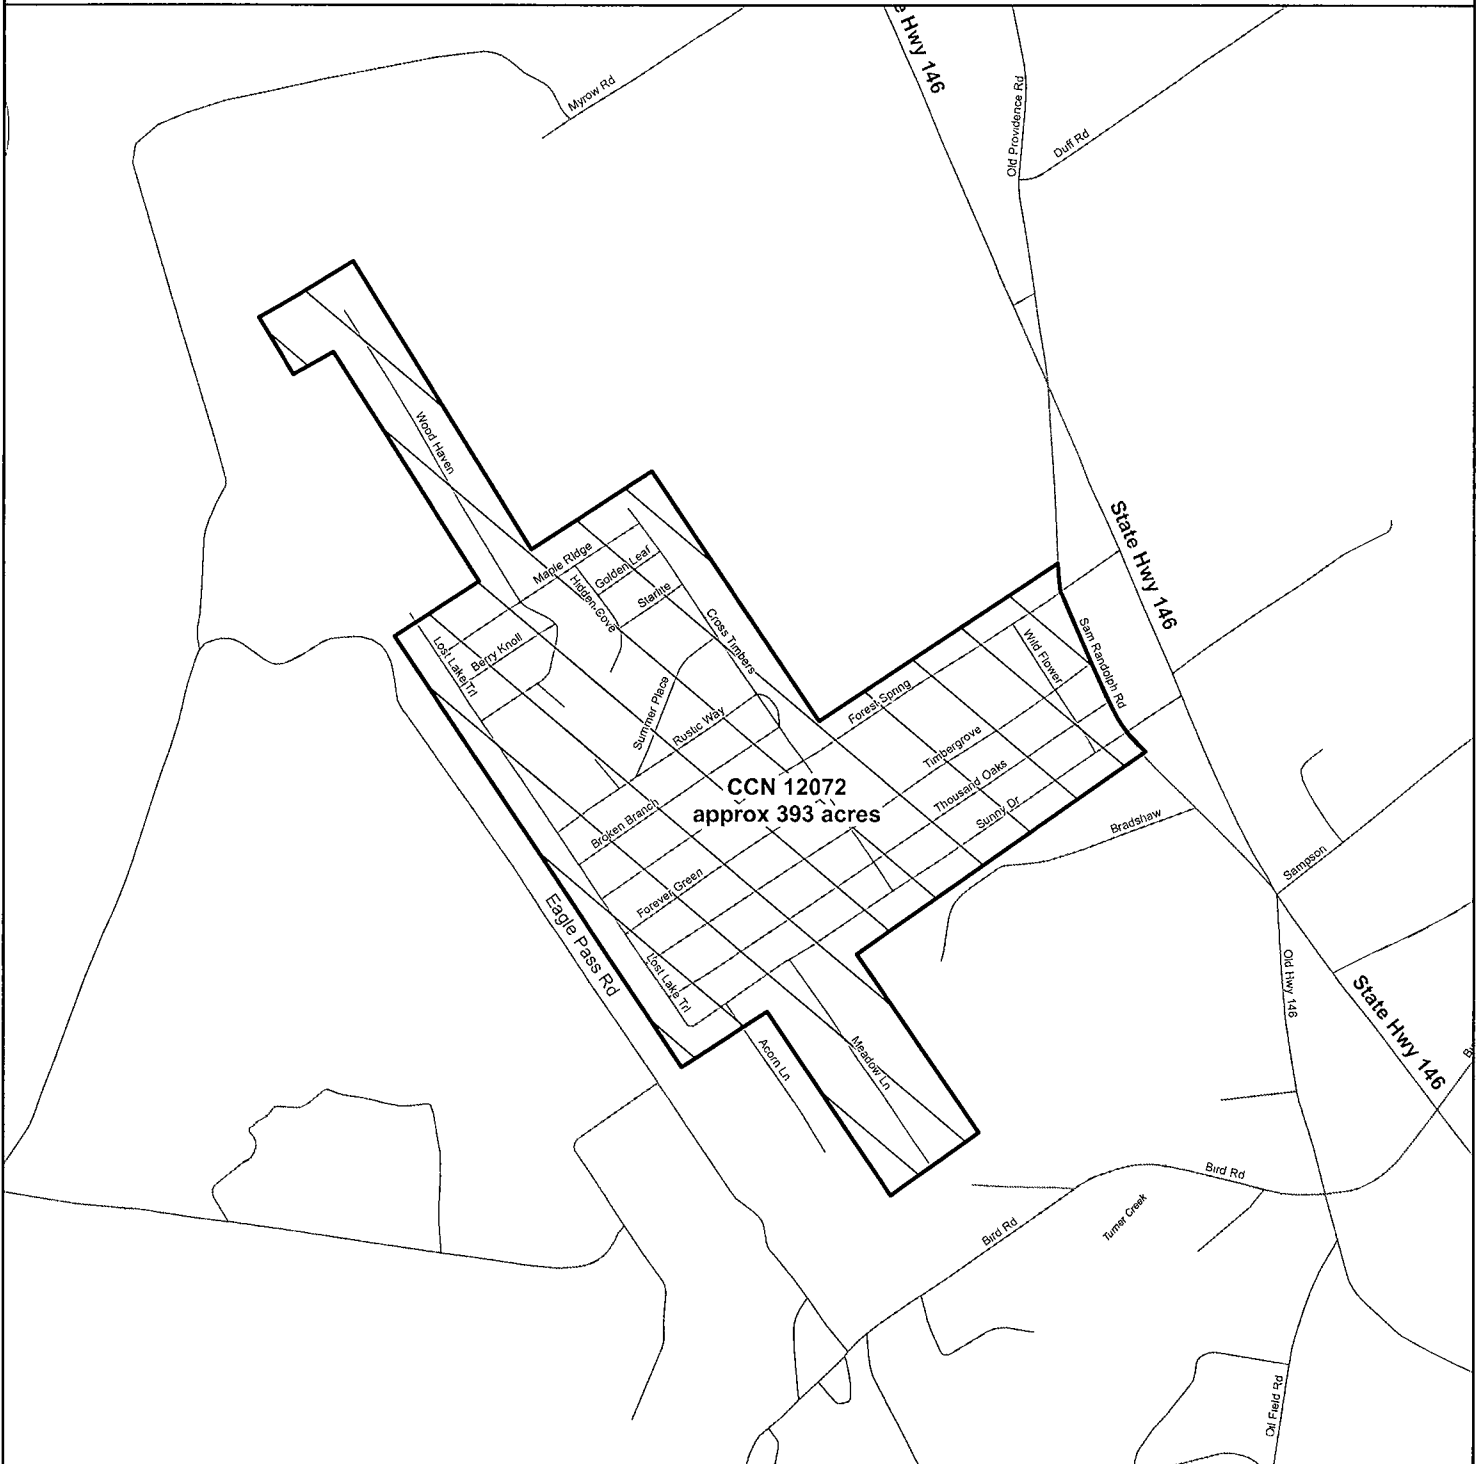 e Hwy 146
Myrow Rd
Old Providence Rd
Duff Rd
Wood Haven
State Hwy 146
Maple Ridge
Golden Leaf
Hidden Cove
Starlite
Cross Timbers
Sam Randolph Rd
Wild Flower
Lost Lake Trl
Berry Knoll
Summer Place
Forest Spring
Rustic Way
Timbergrove
CCN 12072
approx 393 acres
Thousand Oaks
Broken Branch
Sunny Dr
Bradshaw
Sampson
Forever Green
Eagle Pass Rd
Lost Lake Trl
Old Hwy 146
State Hwy 146
Acorn Ln
Meadow Ln
Bird Rd
Turner Creek
Bird Rd
Oil Field Rd